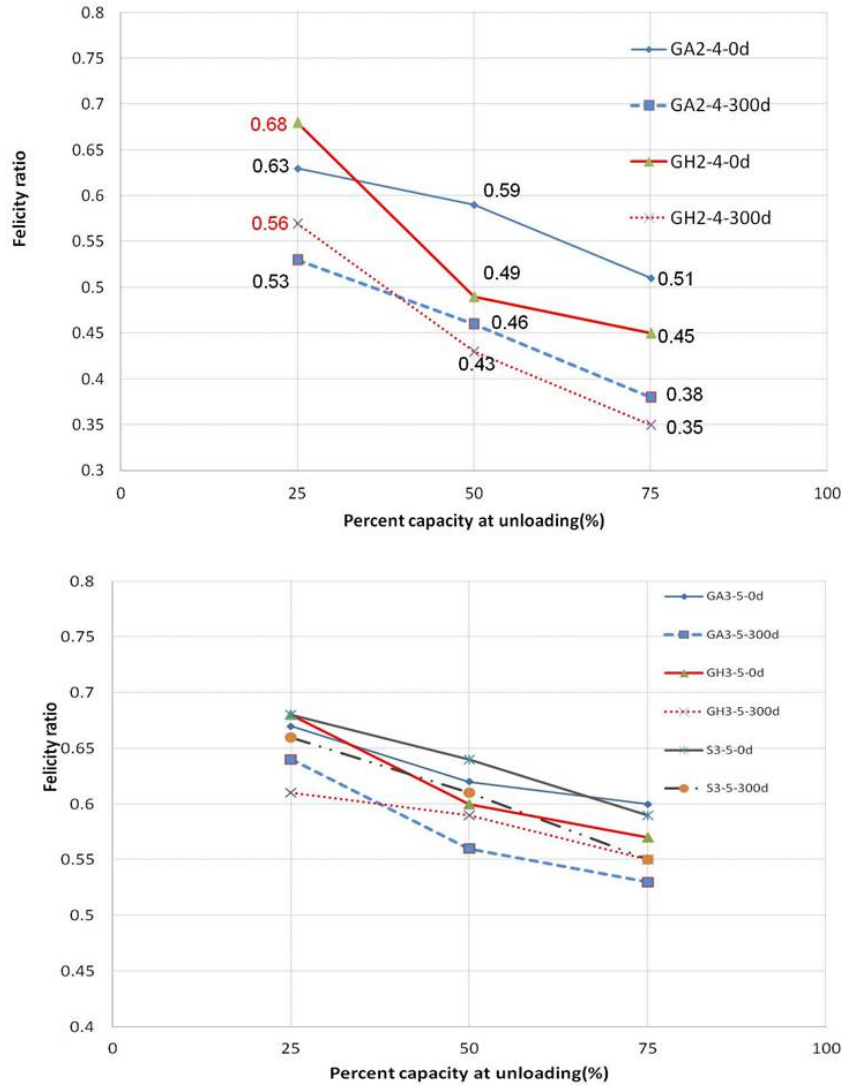 0.8
0.75
0.7
0.65
0.6
0.55
0.5
0.45
0.4
0.35
0.3
Felicity ratio
0.68
0.63
0.56
0.53
0.59
0.49
0.46
0.43
0.51
0.45
0.38
0.35
GA2-4-0d
GA2-4-300d
GH2-4-0d
GH2-4-300d
0 25 50 75 100
Percent capacity at unloading(%)
0.8
0.75
0.7
0.65
0.6
0.55
0.5
0.45
0.4
Felicity ratio
GA3-5-0d
GA3-5-300d
GH3-5-0d
GH3-5-300d
S3-5-0d
S3-5-300d
0 25 50 75 100
Percent capacity at unloading(%)